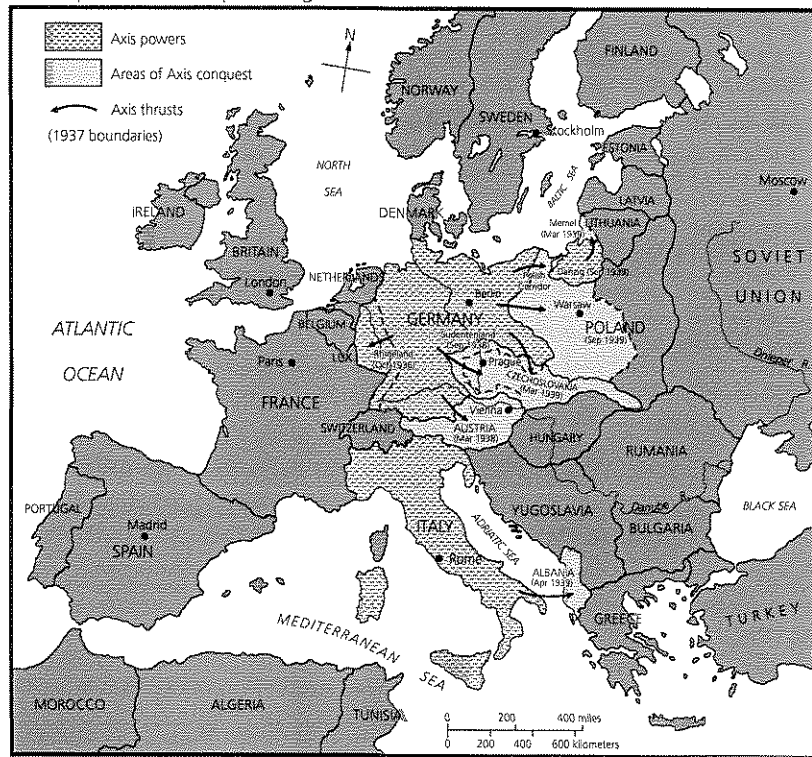 Axis powers
Areas of Axis conquest
Axis thrusts
(1937 boundaries)
N
NORWAY
SWEDEN
FINLAND
Stockholm
ESTONIA
NORTH
SEA
BALTIC SEA
LATVIA
Moscow
IRELAND
DENMARK
Memel
(Mar 1939)
LITHUANIA
BRITAIN
London
NETHERLANDS
Berlin
Danzig
Corridor
Warsaw
SOVIET
UNION
GERMANY
POLAND
(Sep 1939)
ATLANTIC
OCEAN
BELGIUM
LUX
Sudetenland
Paris
Prague
CZECHOSLOVAKIA
(Mar 1939)
Dnieper R.
FRANCE
Vienna
SWITZERLAND
AUSTRIA
(Mar 1938)
HUNGARY
RUMANIA
PORTUGAL
Madrid
SPAIN
ITALY
Rome
ADRIATIC SEA
YUGOSLAVIA
Danube R.
BULGARIA
BLACK SEA
ALBANIA
(Apr 1939)
GREECE
TURKEY
MEDITERRANEAN
SEA
MOROCCO
ALGERIA
TUNISIA
0 200 400 miles
0 200 400 600 kilometers